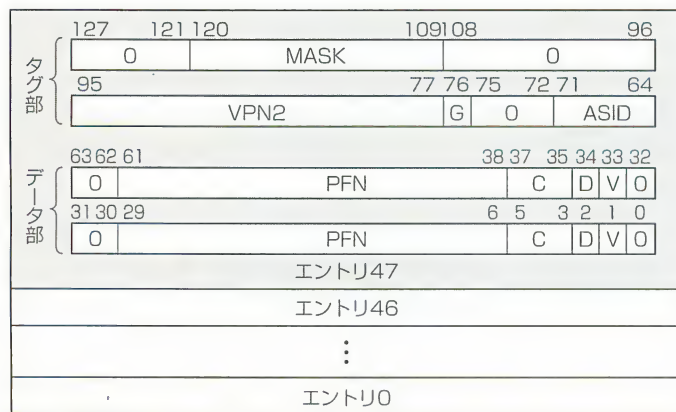 127 121 120 109 108 96
0 MASK 0
タグ部
95 77 76 75 72 71 64
VPN2 G 0 ASID
63 62 61 38 37 35 34 33 32
0 PFN C D V 0
データ部
31 30 29 6 5 3 2 1 0
0 PFN C D V 0
エントリ47
エントリ46
⋮
エントリ0